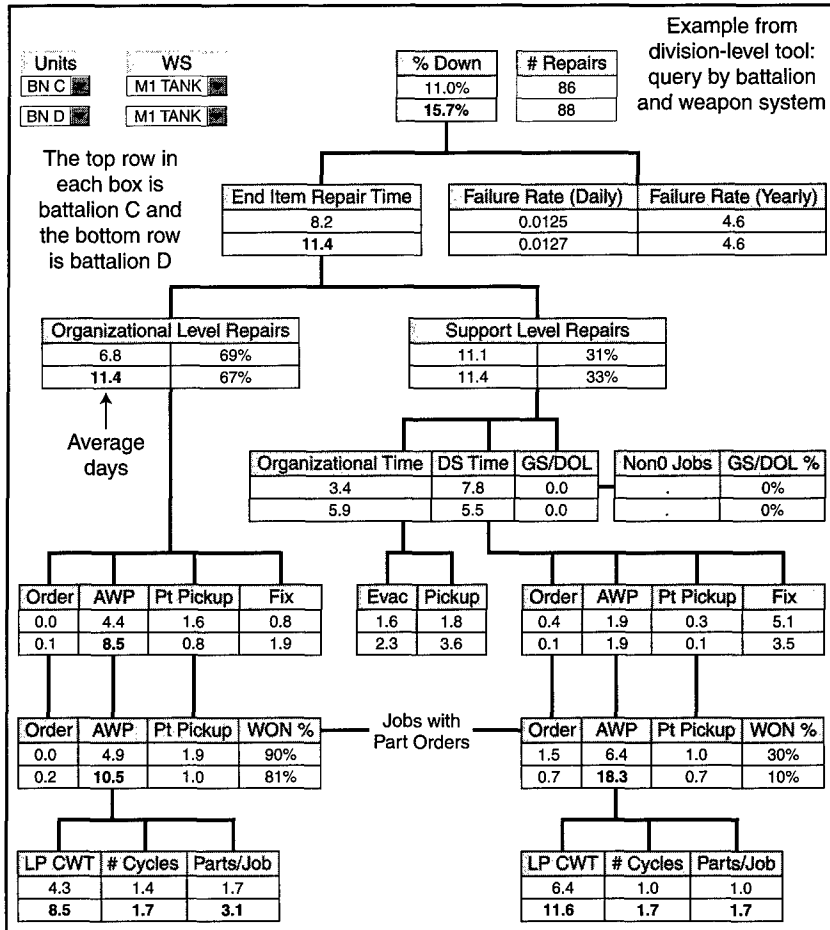 Example from
division-level tool:
query by battalion
and weapon system
Units WS
BN C M1 TANK
BN D M1 TANK
% Down # Repairs
11.0% 86
15.7% 88
The top row in
each box is
battalion C and
the bottom row
is battalion D
End Item Repair Time
8.2
11.4
Failure Rate (Daily) Failure Rate (Yearly)
0.0125 4.6
0.0127 4.6
Organizational Level Repairs
6.8 69%
11.4 67%
Support Level Repairs
11.1 31%
11.4 33%
Average
days
Organizational Time DS Time GS/DOL
3.4 7.8 0.0
5.9 5.5 0.0
Non0 Jobs GS/DOL %
. 0%
. 0%
Order AWP Pt Pickup Fix
0.0 4.4 1.6 0.8
0.1 8.5 0.8 1.9
Evac Pickup
1.6 1.8
2.3 3.6
Order AWP Pt Pickup Fix
0.4 1.9 0.3 5.1
0.1 1.9 0.1 3.5
Order AWP Pt Pickup WON %
0.0 4.9 1.9 90%
0.2 10.5 1.0 81%
Jobs with
Part Orders
Order AWP Pt Pickup WON %
1.5 6.4 1.0 30%
0.7 18.3 0.7 10%
LP CWT # Cycles Parts/Job
4.3 1.4 1.7
8.5 1.7 3.1
LP CWT # Cycles Parts/Job
6.4 1.0 1.0
11.6 1.7 1.7